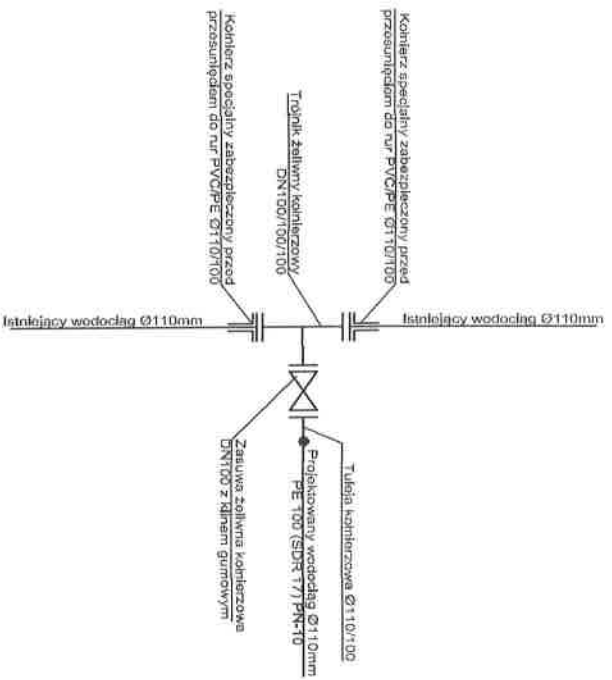 Kołnierz specjalny zabezpieczony przed
przesunięciem do rur PVC/PE Ø110/100
Kołnierz specjalny zabezpieczony przed
przesunięciem do rur PVC/PE Ø110/100
Trójnik żeliwny kołnierzowy
DN100/100/100
Istniejący wodociąg Ø110mm
Istniejący wodociąg Ø110mm
Tuleja kołnierzowa Ø110/100
Projektowany wodociąg Ø110mm
PE 100 (SDR 17) PN-10
Zasuwa żeliwna kołnierzowa
DN100 z klinem gumowym